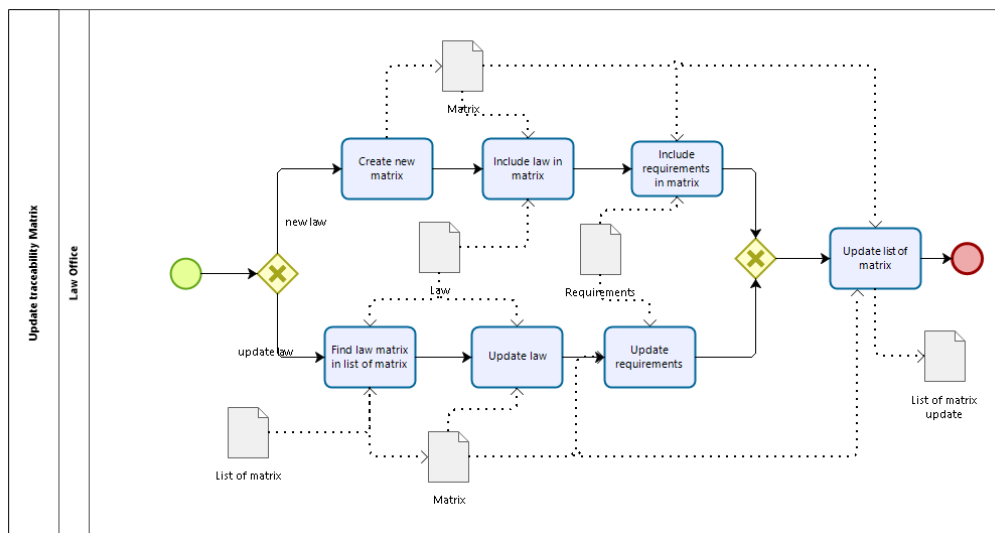 Update traceability Matrix
Law Office
Matrix
Create new
matrix
Include law in
matrix
Include
requirements
in matrix
new law
Law
Requirements
Update list of
matrix
update law
Find law matrix
in list of matrix
Update law
Update
requirements
List of matrix
Matrix
List of matrix
update